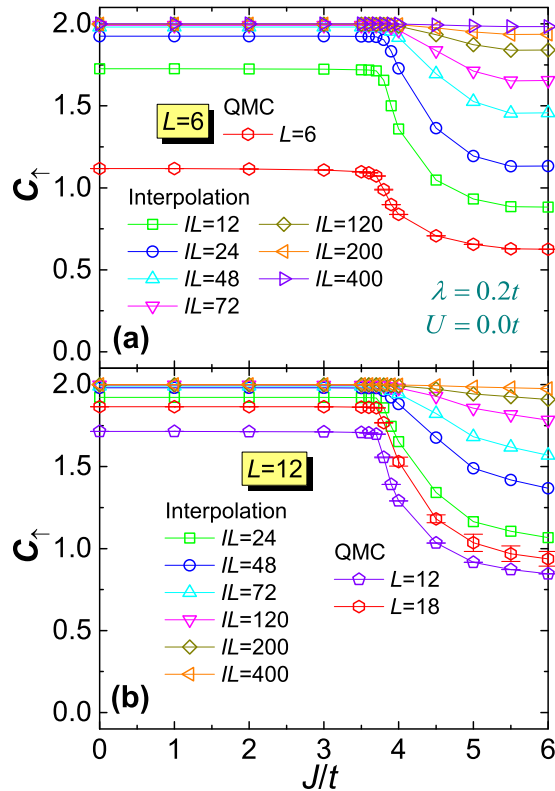 2.0
1.5
1.0
0.5
0.0
C↑
L=6
QMC
L=6
Interpolation
IL=12
IL=24
IL=48
IL=72
IL=120
IL=200
IL=400
λ = 0.2t
U = 0.0t
(a)
2.0
1.5
1.0
0.5
0.0
C↑
L=12
Interpolation
IL=24
IL=48
IL=72
IL=120
IL=200
IL=400
QMC
L=12
L=18
(b)
0 1 2 3 4 5 6
J/t